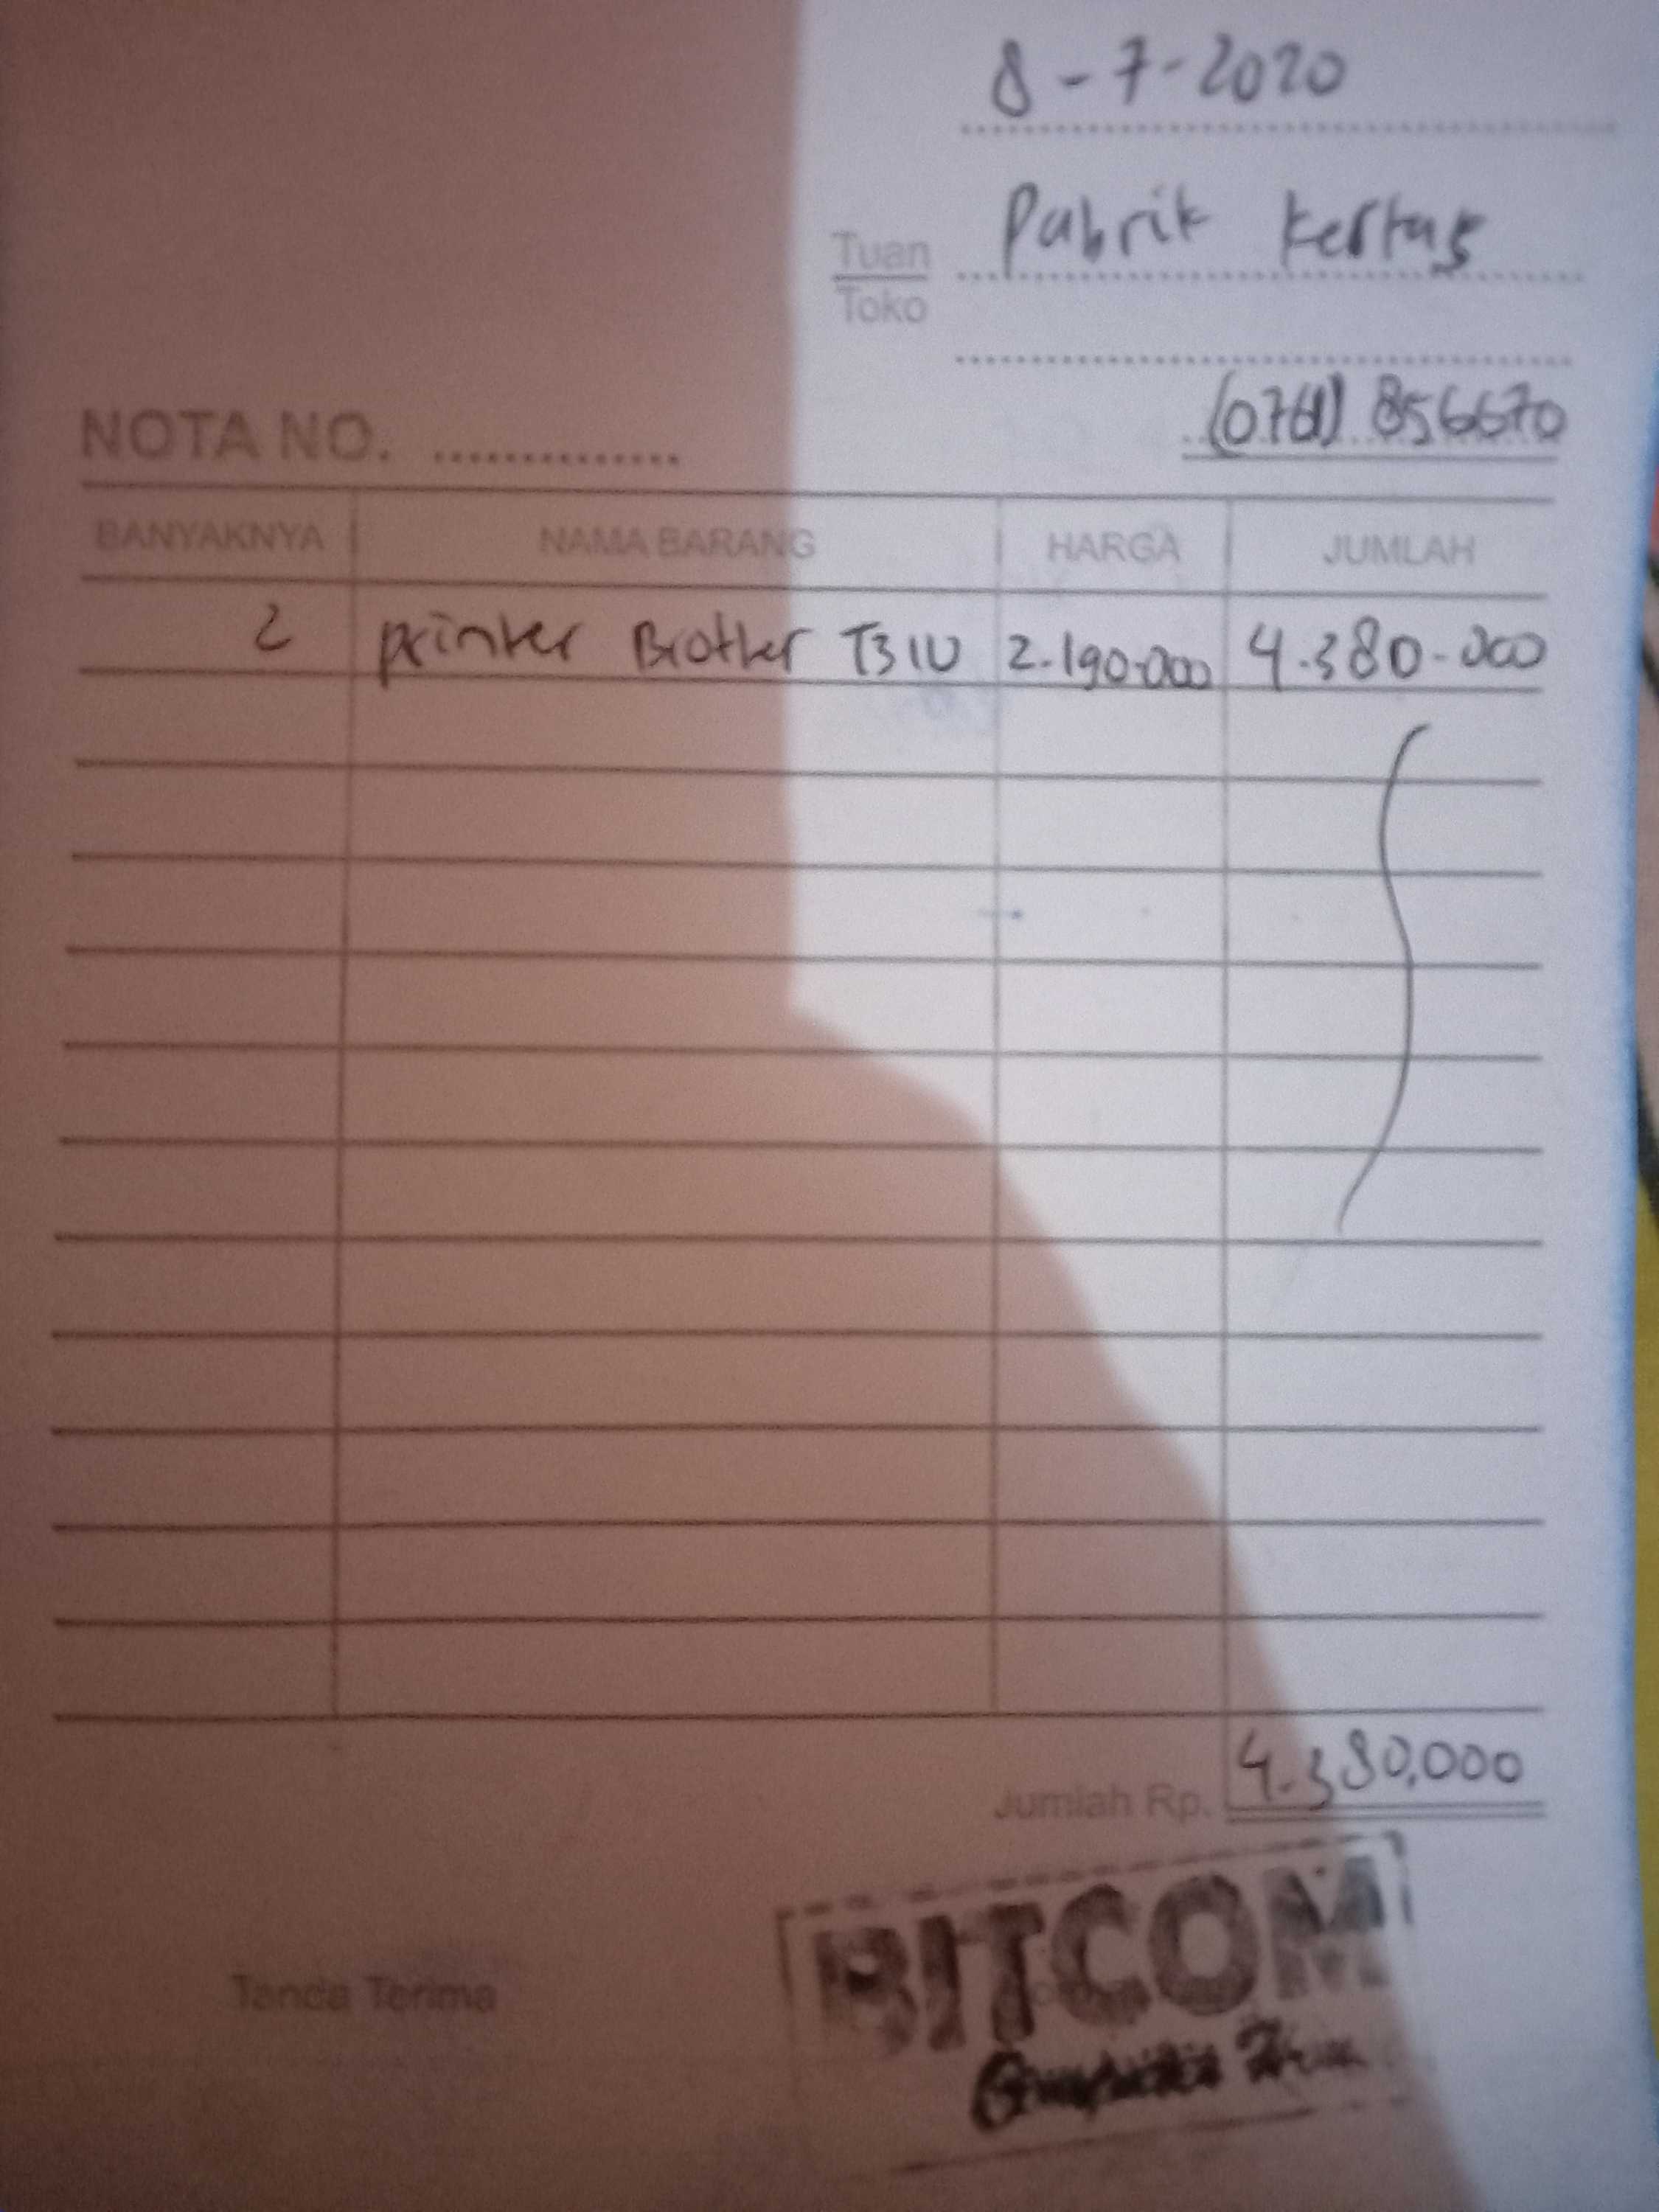 8-7-2020
Tuan Pabrik Kertas
Toko
(0761) 856670
NOTA NO. ..............
BANYAKNYA NAMA BARANG HARGA JUMLAH
2 printer Brother T310 2.190.000 4.380.000
Jumlah Rp. 4.380.000
Tanda Terima
BITCOM